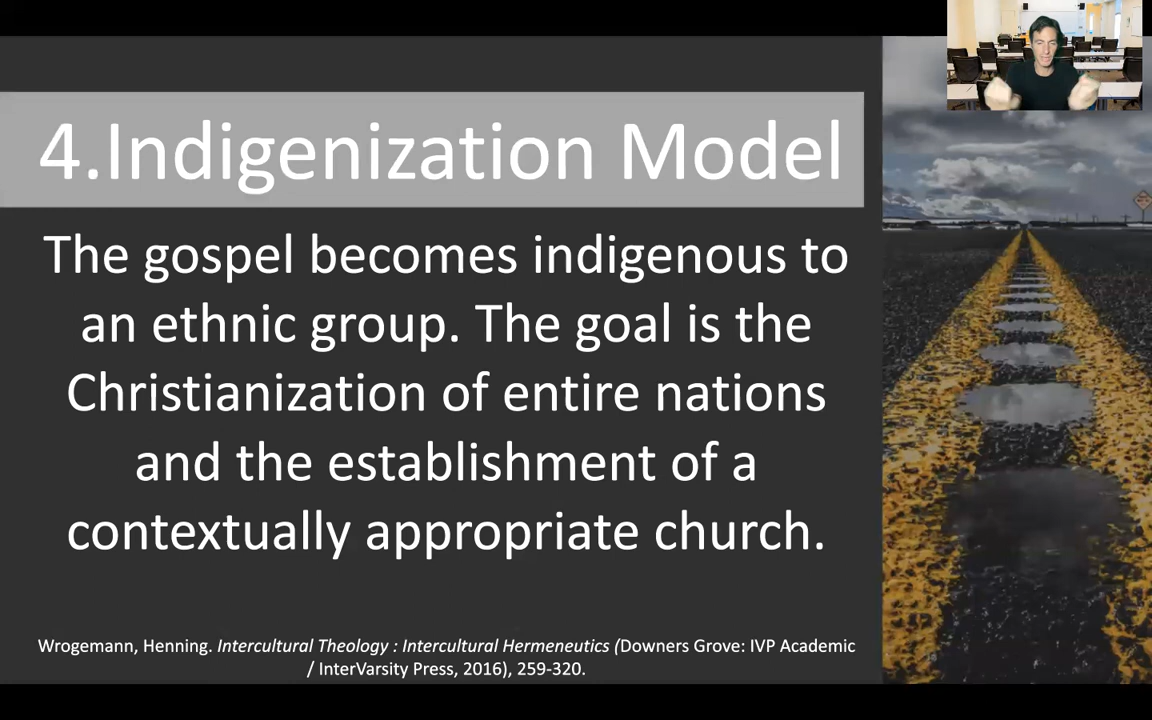 4.Indigenization Model
The gospel becomes indigenous to
an ethnic group. The goal is the
Christianization of entire nations
and the establishment of a
contextually appropriate church.
Wrogemann, Henning. Intercultural Theology : Intercultural Hermeneutics (Downers Grove: IVP Academic
/ InterVarsity Press, 2016), 259-320.